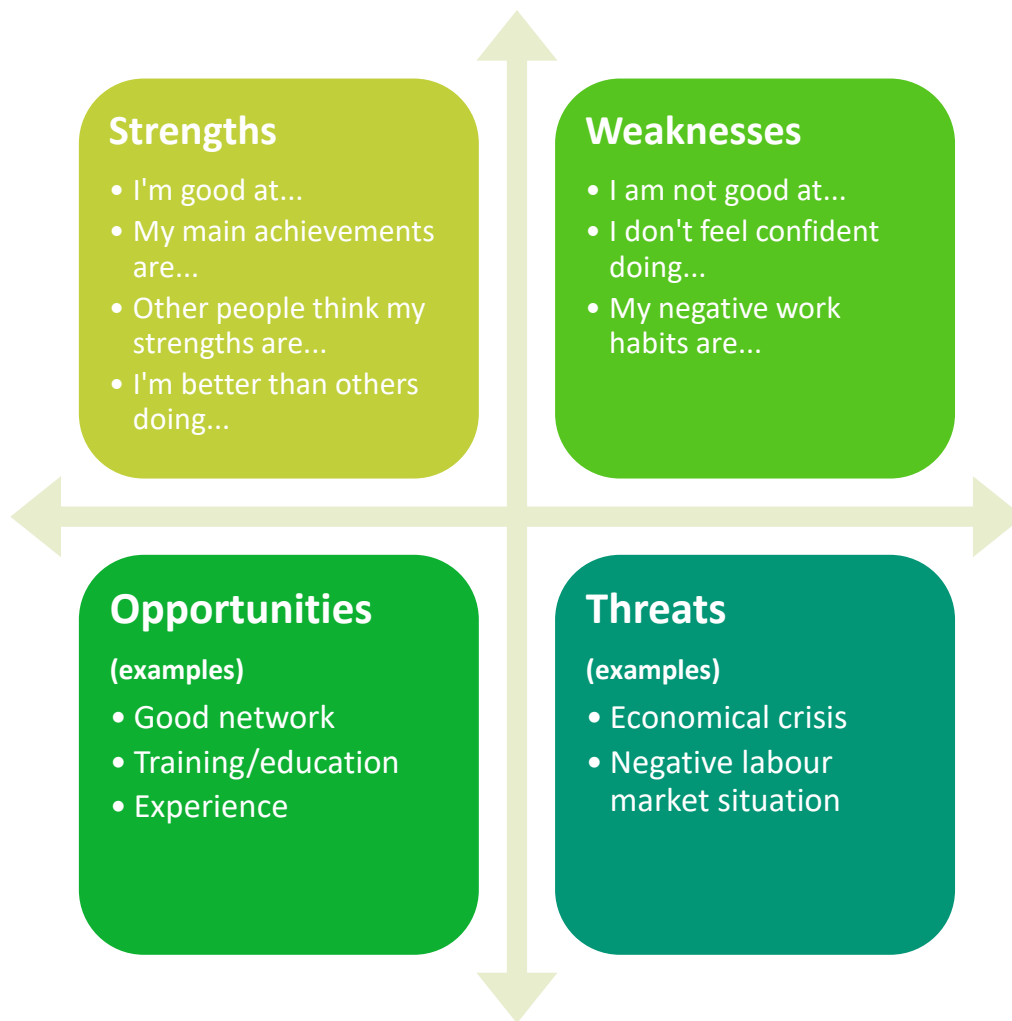 Strengths
• I'm good at...
• My main achievements
are...
• Other people think my
strengths are...
• I'm better than others
doing...
Weaknesses
• I am not good at...
• I don't feel confident
doing...
• My negative work
habits are...
Opportunities
(examples)
• Good network
• Training/education
• Experience
Threats
(examples)
• Economical crisis
• Negative labour
market situation